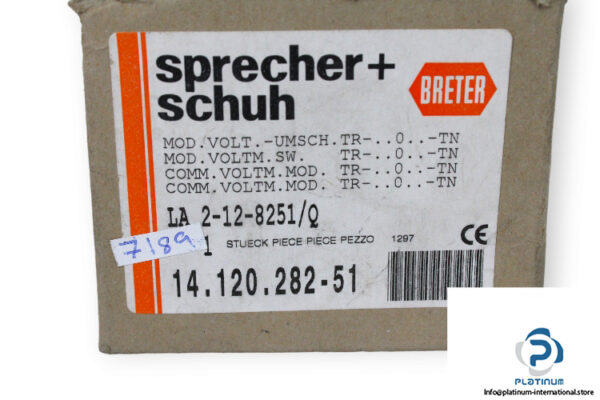 sprecher+
schuh
BRETER
MOD.VOLT.-UMSCH.TR-..0..-TN
MOD.VOLTM.SW. TR-..0..-TN
COMM.VOLTM.MOD. TR-..0..-TN
COMM.VOLTM.MOD. TR-..0..-TN
LA 2-12-8251/Q
7189
1 STUECK PIECE PIECE PEZZO 1297 CE
14.120.282-51
PLATINUM
Info@platinum-international.store